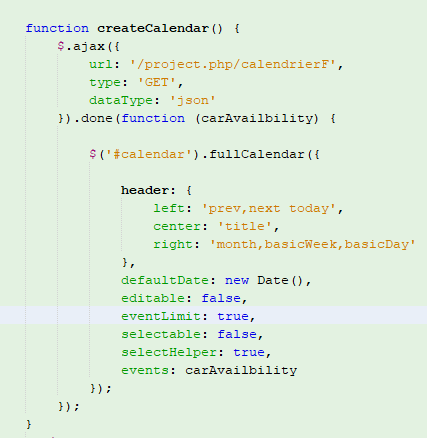 function createCalendar() {
    $.ajax({
        url: '/project.php/calendrierF',
        type: 'GET',
        dataType: 'json'
    }).done(function (carAvailbility) {
        $('#calendar').fullCalendar({
            header: {
                left: 'prev,next today',
                center: 'title',
                right: 'month,basicWeek,basicDay'
            },
            defaultDate: new Date(),
            editable: false,
            eventLimit: true,
            selectable: false,
            selectHelper: true,
            events: carAvailbility
        });
    });
}